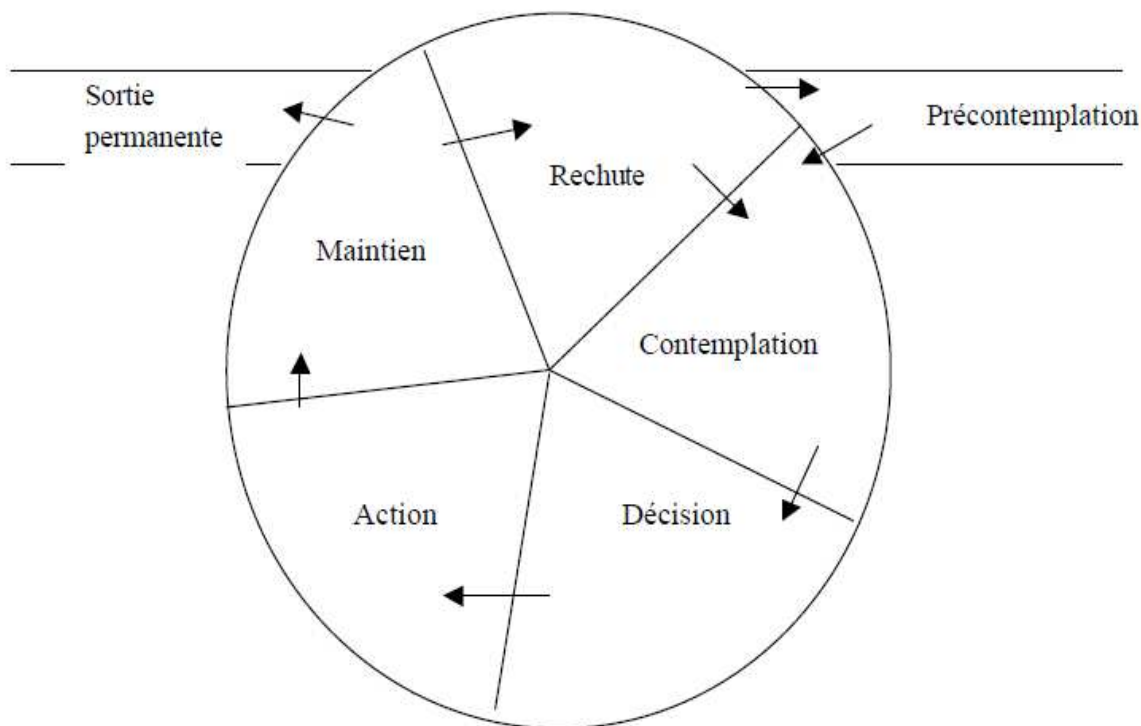 Sortie
permanente
Précontemplation
Rechute
Maintien
Contemplation
Action
Décision